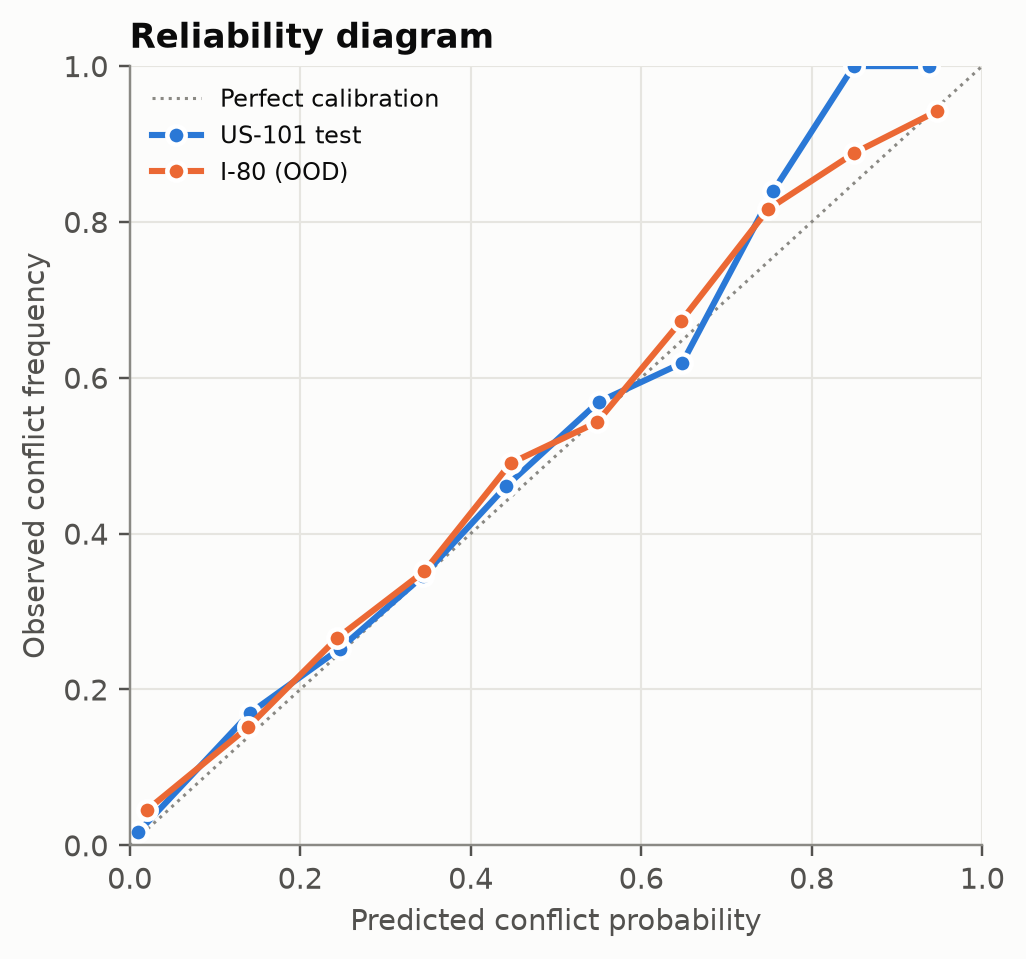 Reliability diagram
1.0
0.8
0.6
0.4
0.2
0.0
Observed conflict frequency
Perfect calibration
US-101 test
I-80 (OOD)
0.0 0.2 0.4 0.6 0.8 1.0
Predicted conflict probability